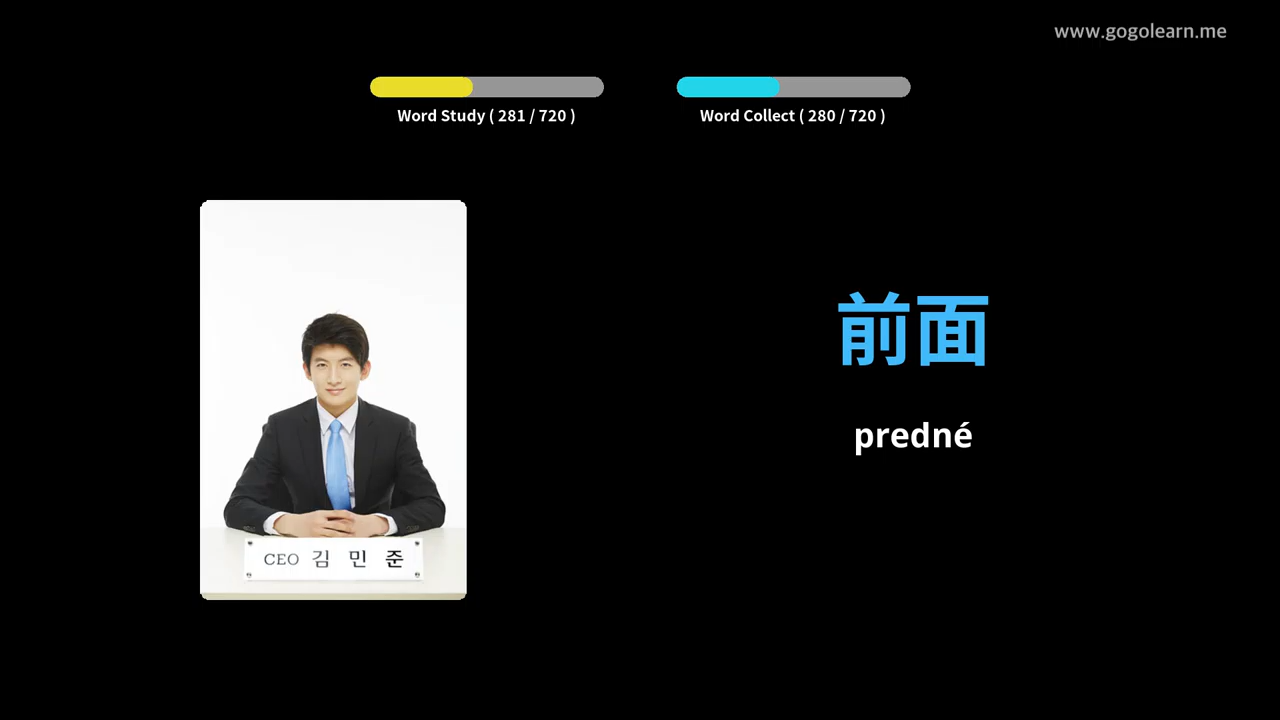 www.gogolearn.me
Word Study ( 281 / 720 )
Word Collect ( 280 / 720 )
前面
predné
CEO 김 민 준